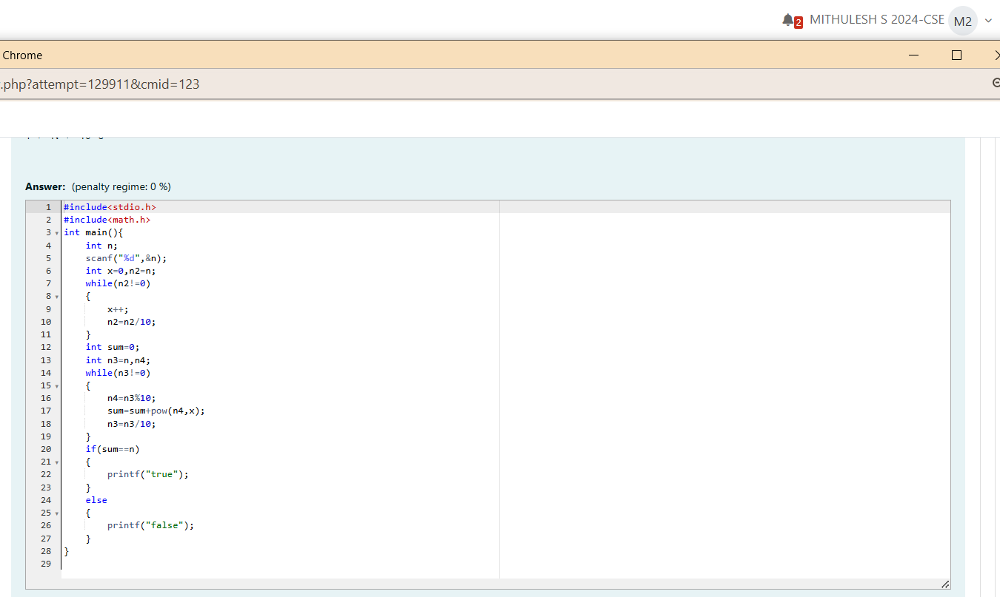 2 MITHULESH S 2024-CSE M2
Chrome
.php?attempt=129911&cmid=123
Answer: (penalty regime: 0 %)
1 #include<stdio.h>
2 #include<math.h>
3 int main(){
4 int n;
5 scanf("%d",&n);
6 int x=0,n2=n;
7 while(n2!=0)
8 {
9 x++;
10 n2=n2/10;
11 }
12 int sum=0;
13 int n3=n,n4;
14 while(n3!=0)
15 {
16 n4=n3%10;
17 sum=sum+pow(n4,x);
18 n3=n3/10;
19 }
20 if(sum==n)
21 {
22 printf("true");
23 }
24 else
25 {
26 printf("false");
27 }
28 }
29